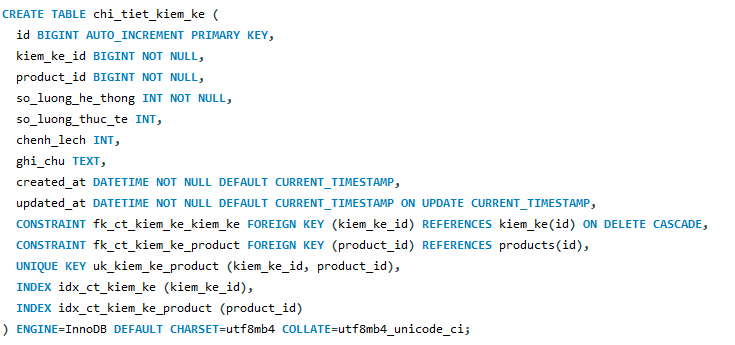 CREATE TABLE chi_tiet_kiem_ke (
id BIGINT AUTO_INCREMENT PRIMARY KEY,
kiem_ke_id BIGINT NOT NULL,
product_id BIGINT NOT NULL,
so_luong_he_thong INT NOT NULL,
so_luong_thuc_te INT,
chenh_lech INT,
ghi_chu TEXT,
created_at DATETIME NOT NULL DEFAULT CURRENT_TIMESTAMP,
updated_at DATETIME NOT NULL DEFAULT CURRENT_TIMESTAMP ON UPDATE CURRENT_TIMESTAMP,
CONSTRAINT fk_ct_kiem_ke_kiem_ke FOREIGN KEY (kiem_ke_id) REFERENCES kiem_ke(id) ON DELETE CASCADE,
CONSTRAINT fk_ct_kiem_ke_product FOREIGN KEY (product_id) REFERENCES products(id),
UNIQUE KEY uk_kiem_ke_product (kiem_ke_id, product_id),
INDEX idx_ct_kiem_ke (kiem_ke_id),
INDEX idx_ct_kiem_ke_product (product_id)
) ENGINE=InnoDB DEFAULT CHARSET=utf8mb4 COLLATE=utf8mb4_unicode_ci;